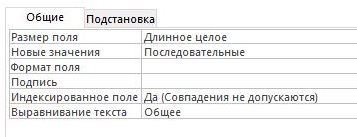 Общие Подстановка
Размер поля Длинное целое
Новые значения Последовательные
Формат поля
Подпись
Индексированное поле Да (Совпадения не допускаются)
Выравнивание текста Общее